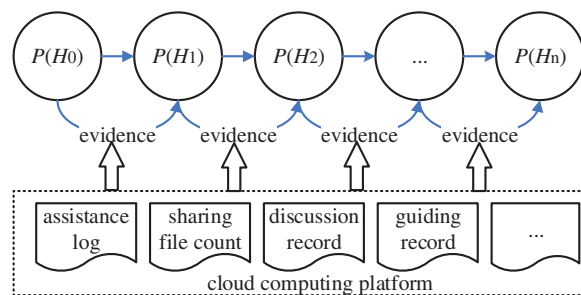 P(H0) P(H1) P(H2) ... P(Hn)
evidence evidence evidence evidence
assistance sharing discussion guiding
log file count record record ...
cloud computing platform